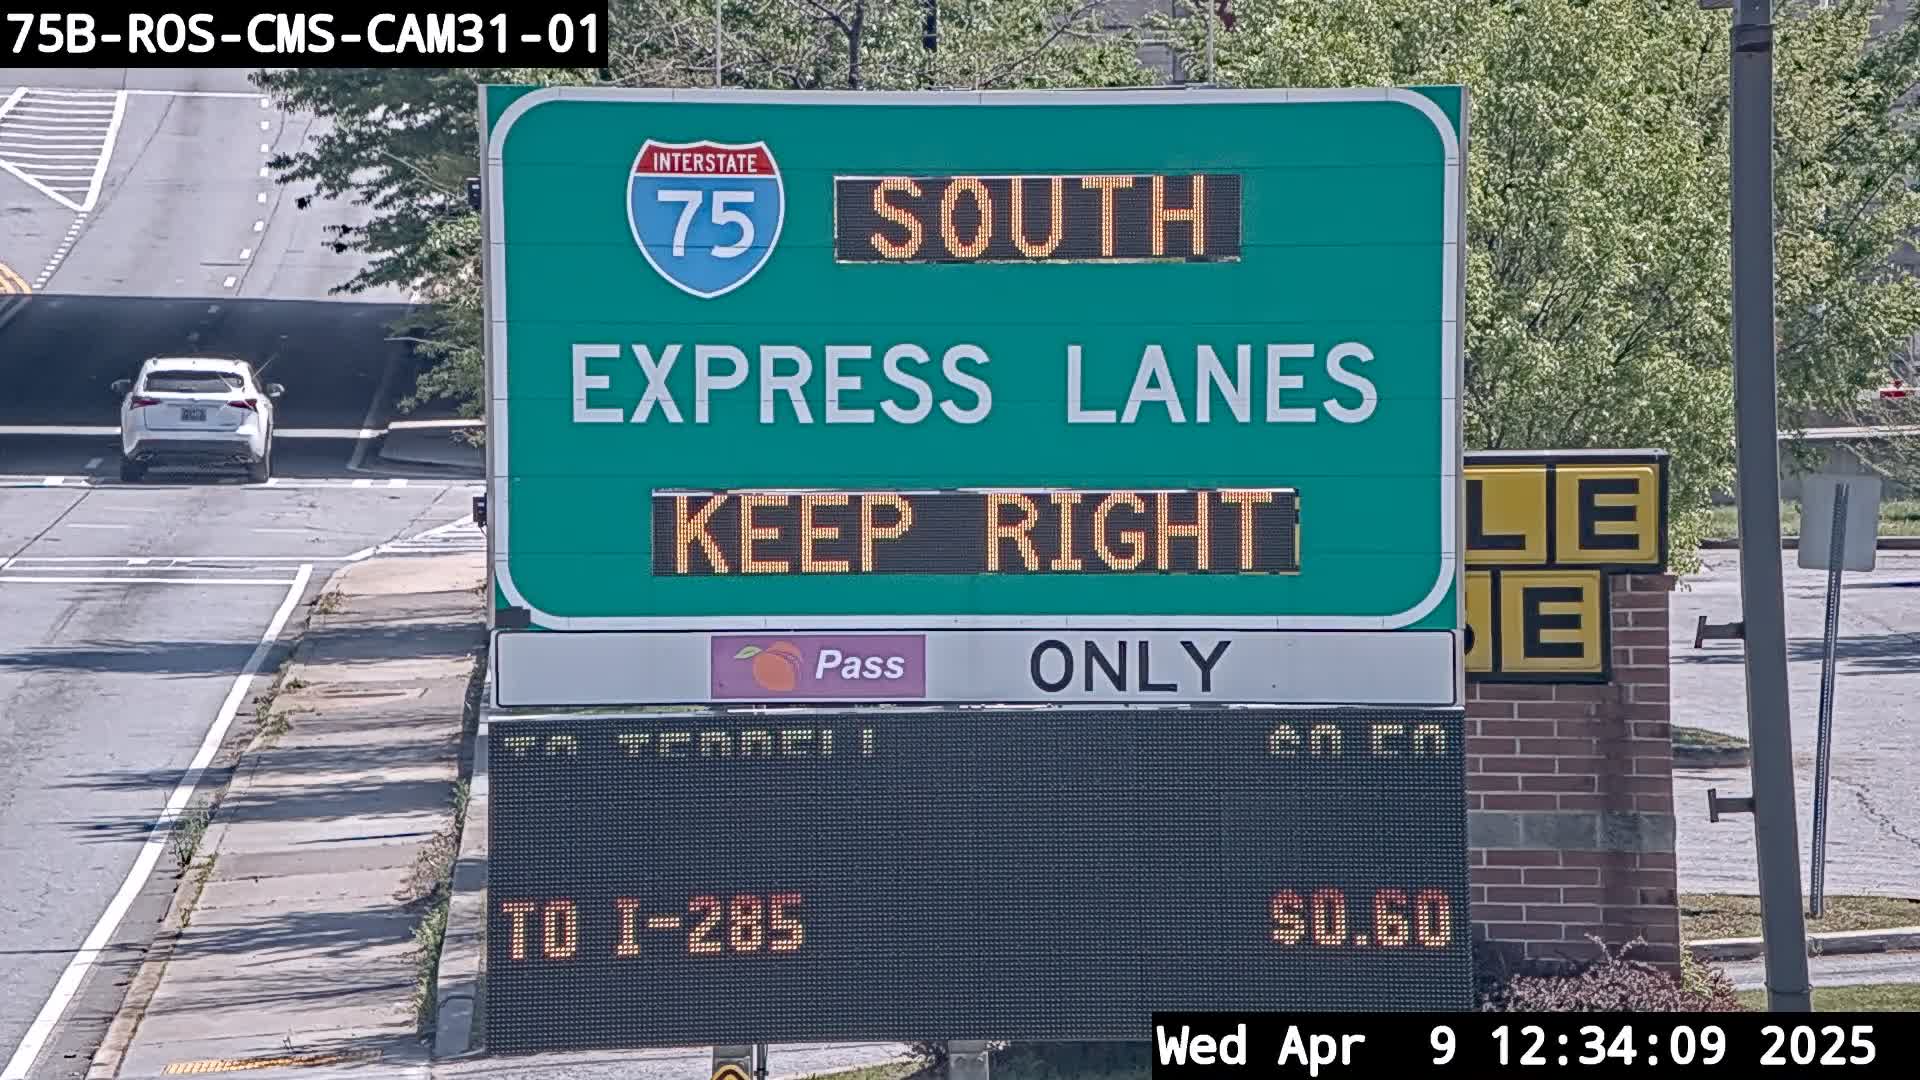 75B-ROS-CMS-CAM31-01
INTERSTATE
75
SOUTH
EXPRESS LANES
KEEP RIGHT
Pass
ONLY
TO I-285 $0.60
LE
E
Wed Apr 9 12:34:09 2025